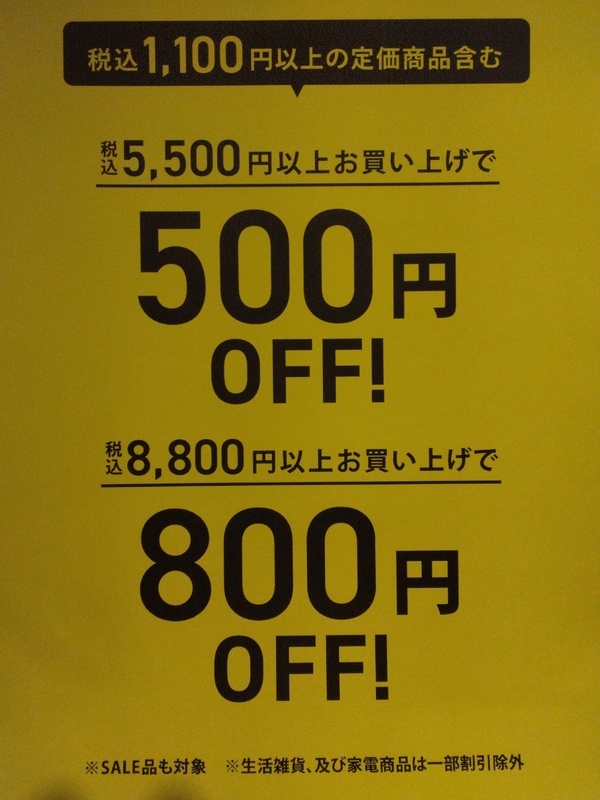 税込1,100円以上の定価商品含む
税込5,500円以上お買い上げで
500円
OFF!
税込8,800円以上お買い上げで
800円
OFF!
※SALE品も対象 ※生活雑貨、及び家電商品は一部割引除外